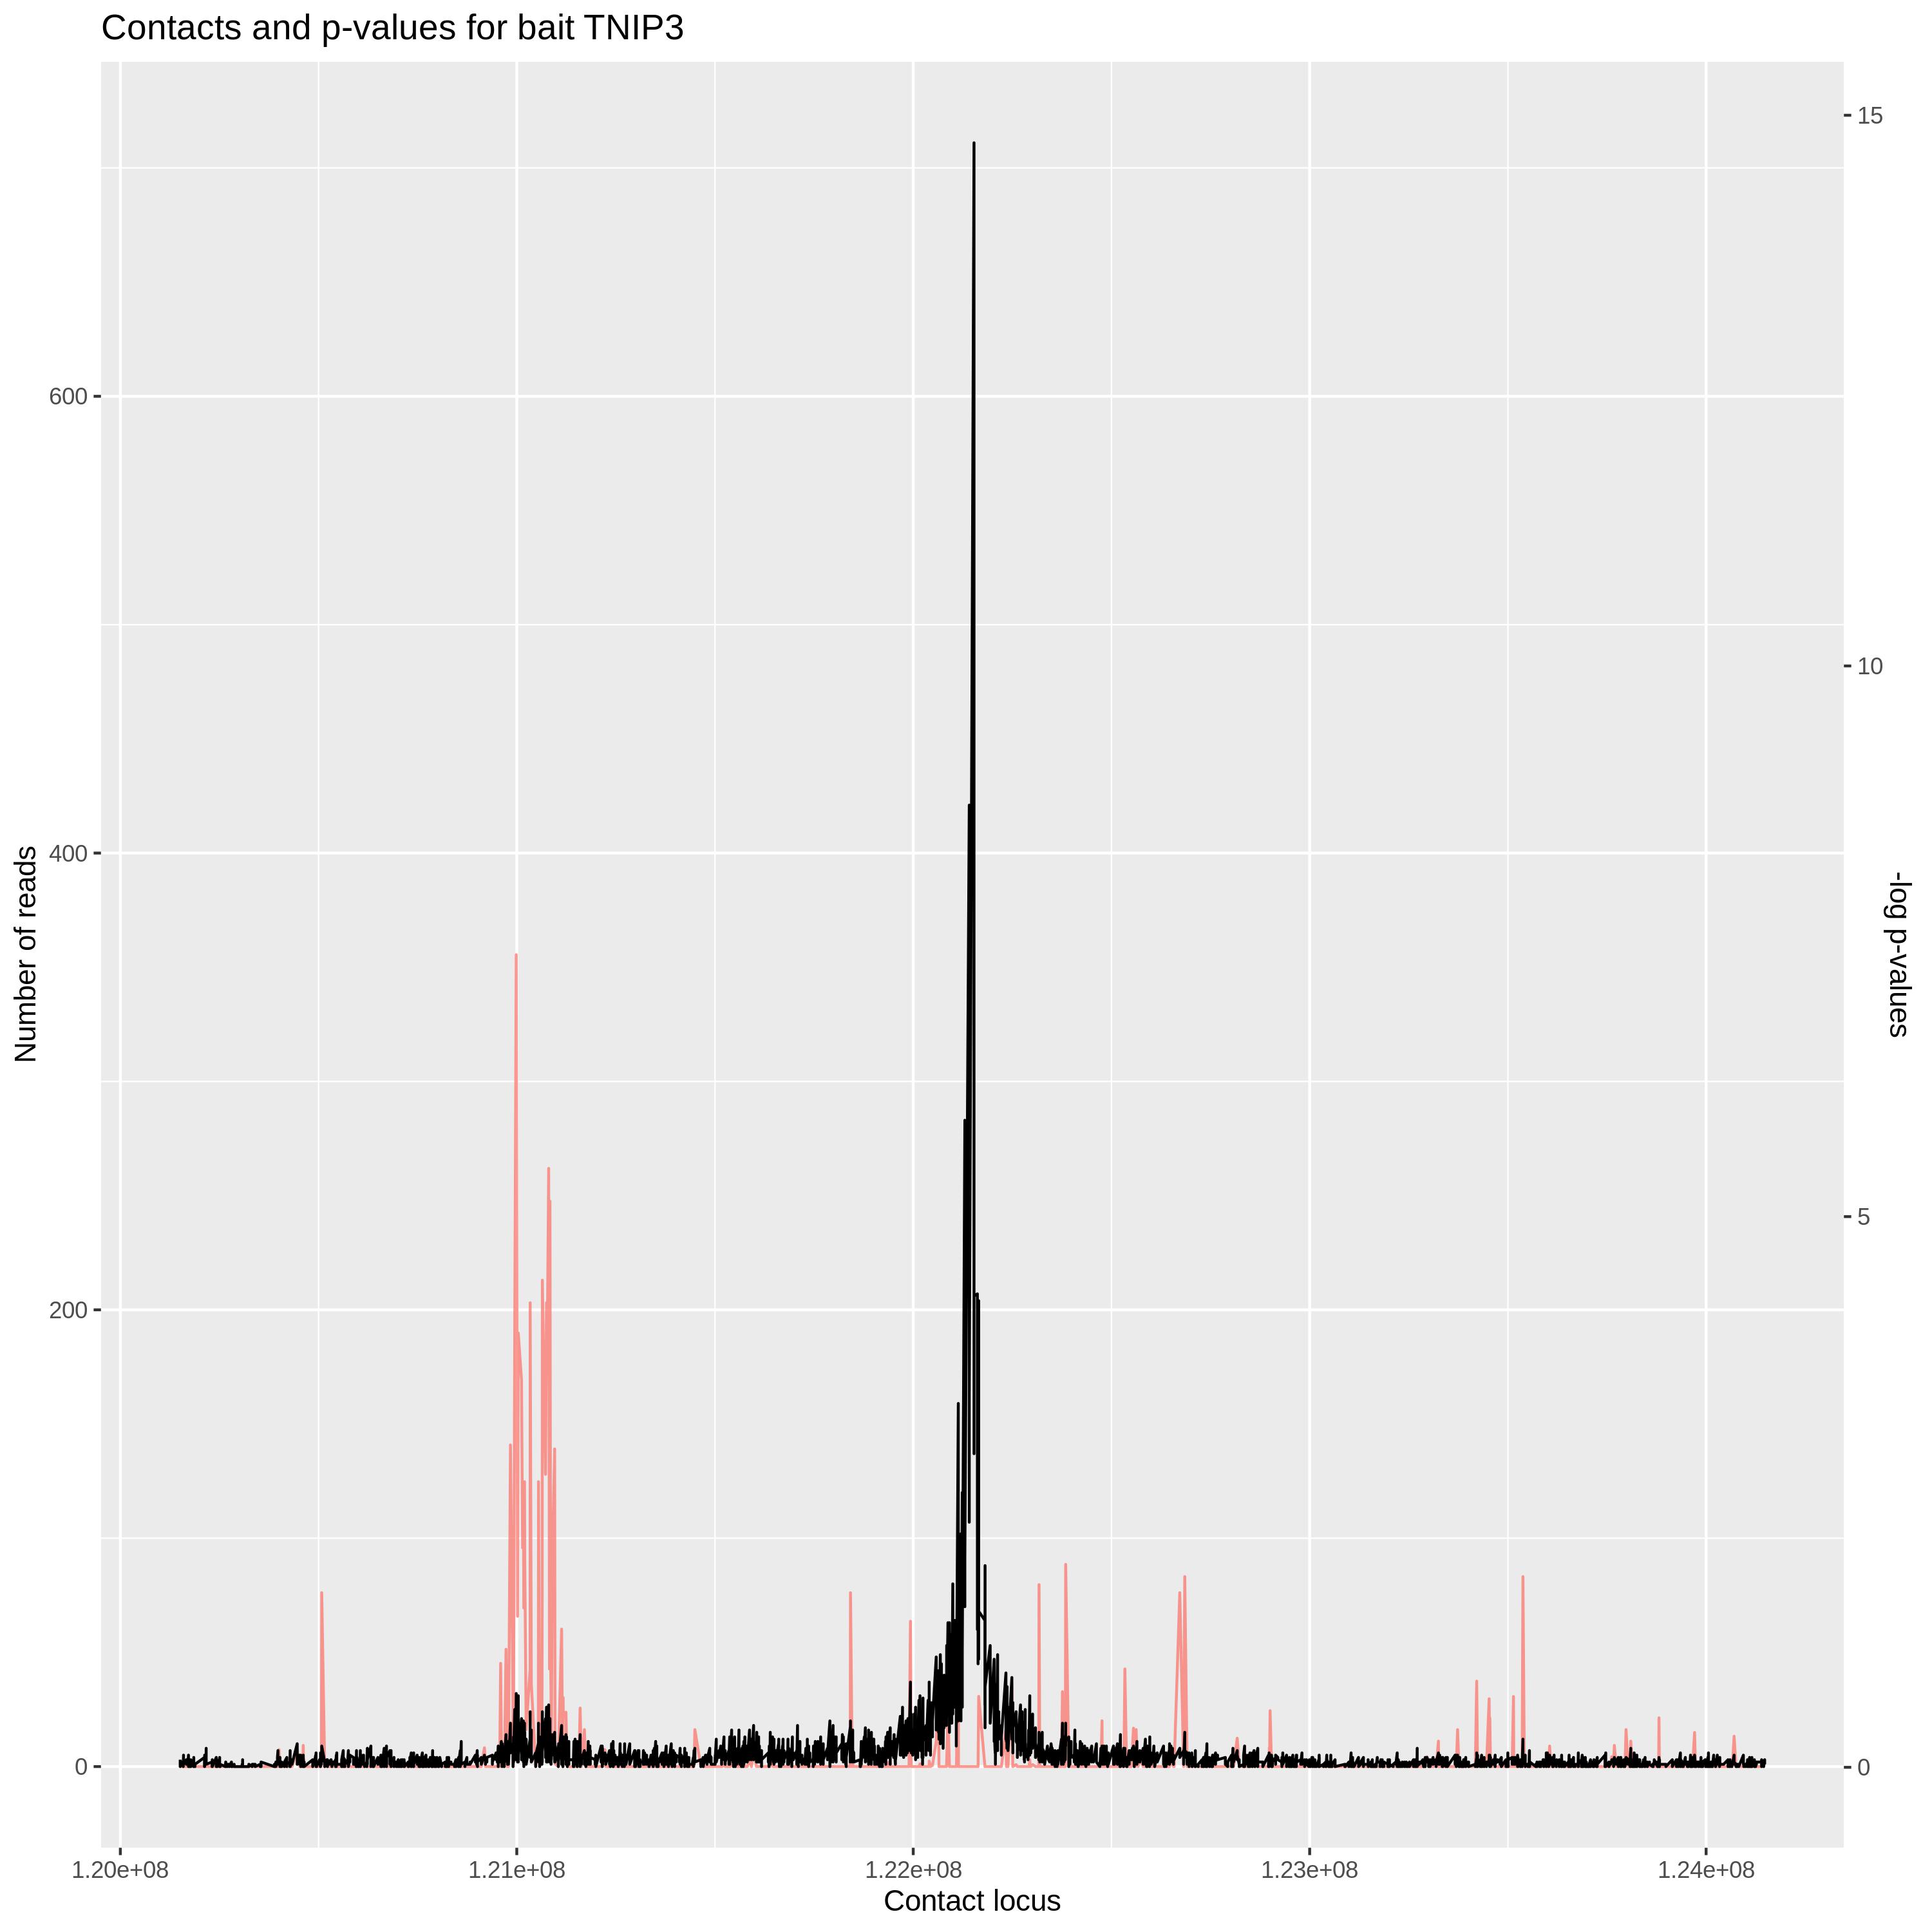 Contacts and p-values for bait TNIP3
Number of reads
600
400
200
0
15
10
5
0
-log p-values
1.20e+08
1.21e+08
1.22e+08
1.23e+08
1.24e+08
Contact locus